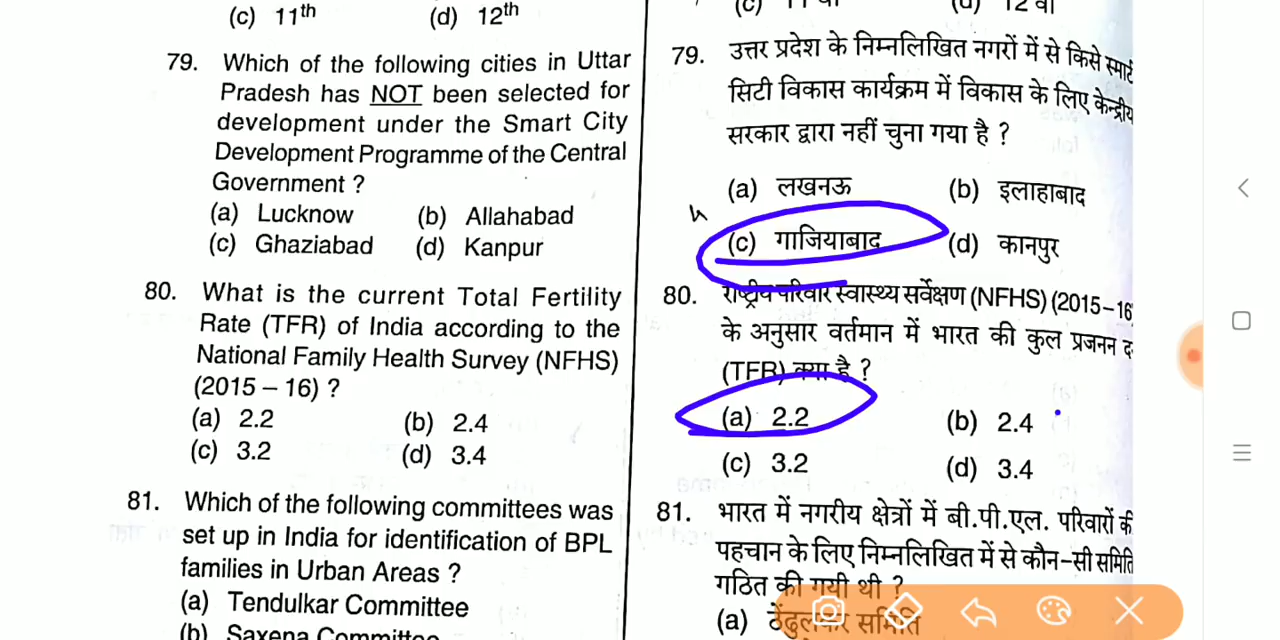 (c) 11th (d) 12th
79. Which of the following cities in Uttar
Pradesh has NOT been selected for
development under the Smart City
Development Programme of the Central
Government ?
(a) Lucknow (b) Allahabad
(c) Ghaziabad (d) Kanpur
80. What is the current Total Fertility
Rate (TFR) of India according to the
National Family Health Survey (NFHS)
(2015 – 16) ?
(a) 2.2 (b) 2.4
(c) 3.2 (d) 3.4
81. Which of the following committees was
set up in India for identification of BPL
families in Urban Areas ?
(a) Tendulkar Committee
(b) Saxena Committee
(c) 11 वाँ (d) 12 वाँ
79. उत्तर प्रदेश के निम्नलिखित नगरों में से किसे स्मार्ट
सिटी विकास कार्यक्रम में विकास के लिए केन्द्रीय
सरकार द्वारा नहीं चुना गया है ?
(a) लखनऊ (b) इलाहाबाद
(c) गाजियाबाद (d) कानपुर
80. राष्ट्रीय परिवार स्वास्थ्य सर्वेक्षण (NFHS) (2015–16
के अनुसार वर्तमान में भारत की कुल प्रजनन द
(TFR) क्या है ?
(a) 2.2 (b) 2.4
(c) 3.2 (d) 3.4
81. भारत में नगरीय क्षेत्रों में बी.पी.एल. परिवारों की
पहचान के लिए निम्नलिखित में से कौन–सी समिति
गठित की गयी थी ?
(a) तेंदुलकर समिति